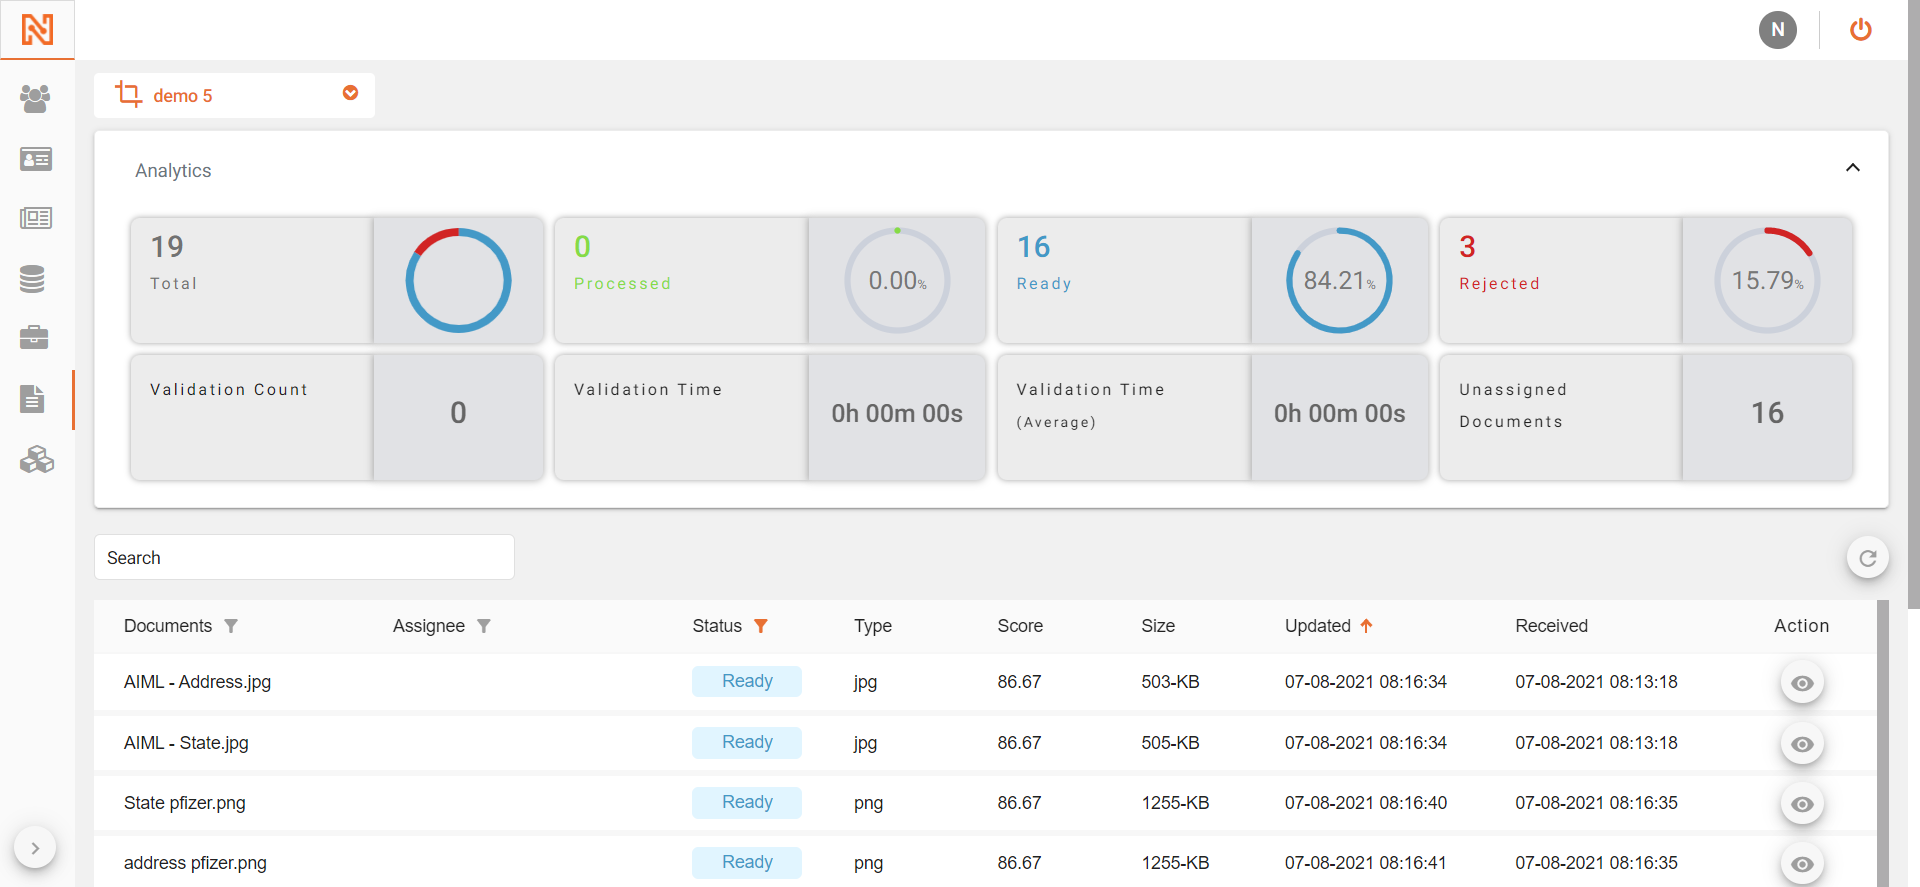 N
demo 5
Analytics
19
Total
0
Processed
0.00%
16
Ready
84.21%
3
Rejected
15.79%
Validation Count
0
Validation Time
0h 00m 00s
Validation Time
(Average)
0h 00m 00s
Unassigned
Documents
16
Search
Documents Assignee Status Type Score Size Updated Received Action
AIML - Address.jpg Ready jpg 86.67 503-KB 07-08-2021 08:16:34 07-08-2021 08:13:18
AIML - State.jpg Ready jpg 86.67 505-KB 07-08-2021 08:16:34 07-08-2021 08:13:18
State pfizer.png Ready png 86.67 1255-KB 07-08-2021 08:16:40 07-08-2021 08:16:35
address pfizer.png Ready png 86.67 1255-KB 07-08-2021 08:16:41 07-08-2021 08:16:35